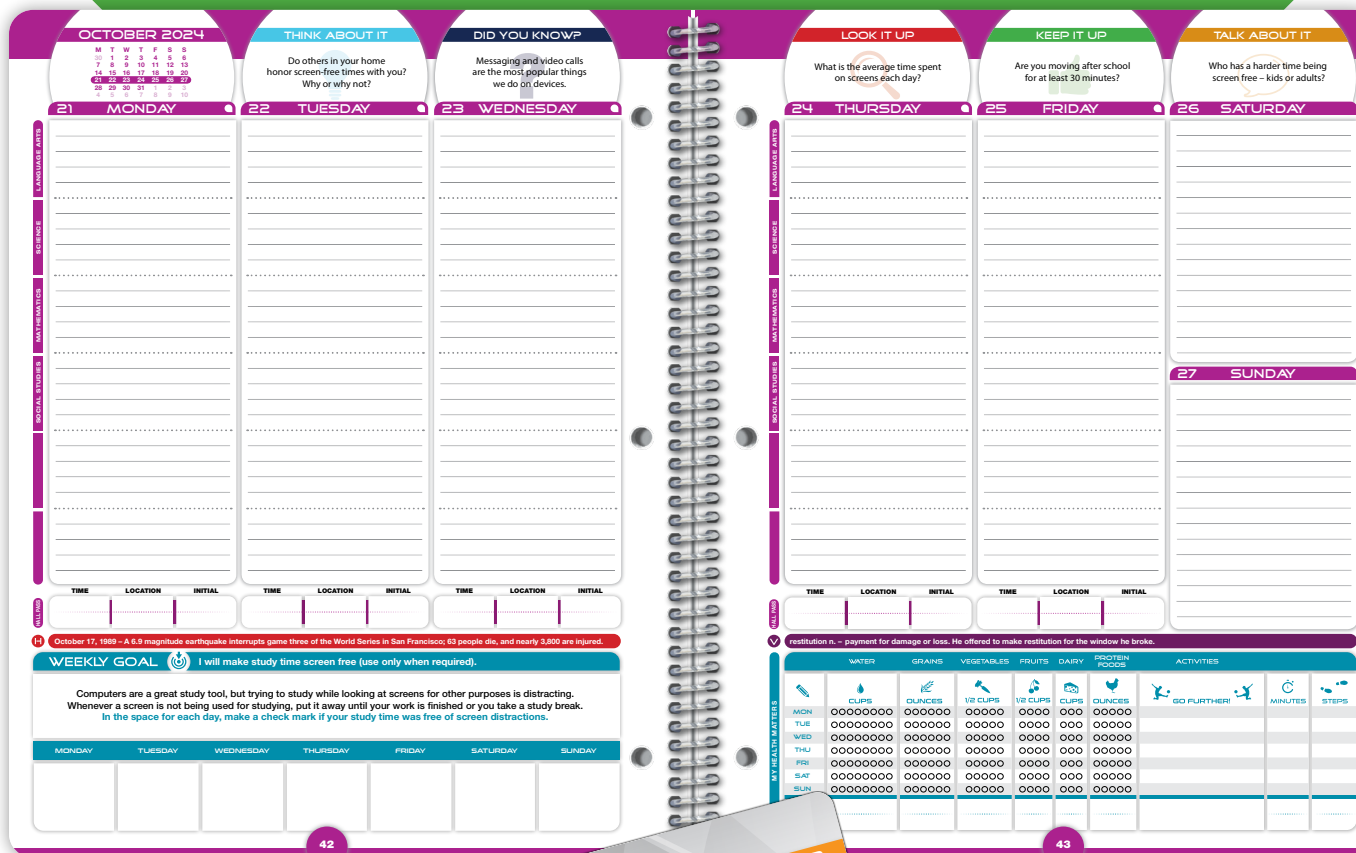 OCTOBER 2024
M T W T F S S
30 1 2 3 4 5 6
7 8 9 10 11 12 13
14 15 16 17 18 19 20
21 22 23 24 25 26 27
28 29 30 31 1 2 3
4 5 6 7 8 9 10
THINK ABOUT IT
Do others in your home
honor screen-free times with you?
Why or why not?
DID YOU KNOW?
Messaging and video calls
are the most popular things
we do on devices.
21 MONDAY
22 TUESDAY
23 WEDNESDAY
LANGUAGE ARTS
SCIENCE
MATHEMATICS
SOCIAL STUDIES
HALL PASS
TIME LOCATION INITIAL
TIME LOCATION INITIAL
TIME LOCATION INITIAL
H October 17, 1989 – A 6.9 magnitude earthquake interrupts game three of the World Series in San Francisco; 63 people die, and nearly 3,800 are injured.
WEEKLY GOAL I will make study time screen free (use only when required).
Computers are a great study tool, but trying to study while looking at screens for other purposes is distracting.
Whenever a screen is not being used for studying, put it away until your work is finished or you take a study break.
In the space for each day, make a check mark if your study time was free of screen distractions.
MONDAY TUESDAY WEDNESDAY THURSDAY FRIDAY SATURDAY SUNDAY
42
LOOK IT UP
What is the average time spent
on screens each day?
KEEP IT UP
Are you moving after school
for at least 30 minutes?
TALK ABOUT IT
Who has a harder time being
screen free – kids or adults?
24 THURSDAY
25 FRIDAY
26 SATURDAY
27 SUNDAY
LANGUAGE ARTS
SCIENCE
MATHEMATICS
SOCIAL STUDIES
HALL PASS
TIME LOCATION INITIAL
TIME LOCATION INITIAL
V restitution n. – payment for damage or loss. He offered to make restitution for the window he broke.
MY HEALTH MATTERS
WATER GRAINS VEGETABLES FRUITS DAIRY PROTEIN FOODS ACTIVITIES
CUPS OUNCES 1/2 CUPS 1/2 CUPS CUPS OUNCES GO FURTHER! MINUTES STEPS
MON
TUE
WED
THU
FRI
SAT
SUN
43